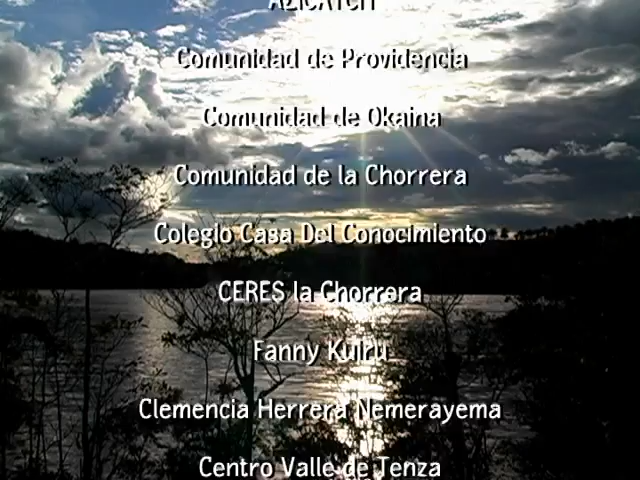 AZICATCH
Comunidad de Providencia
Comunidad de Okaina
Comunidad de la Chorrera
Colegio Casa Del Conocimiento
CERES la Chorrera
Fanny Kuiru
Clemencia Herrera Nemerayema
Centro Valle de Tenza